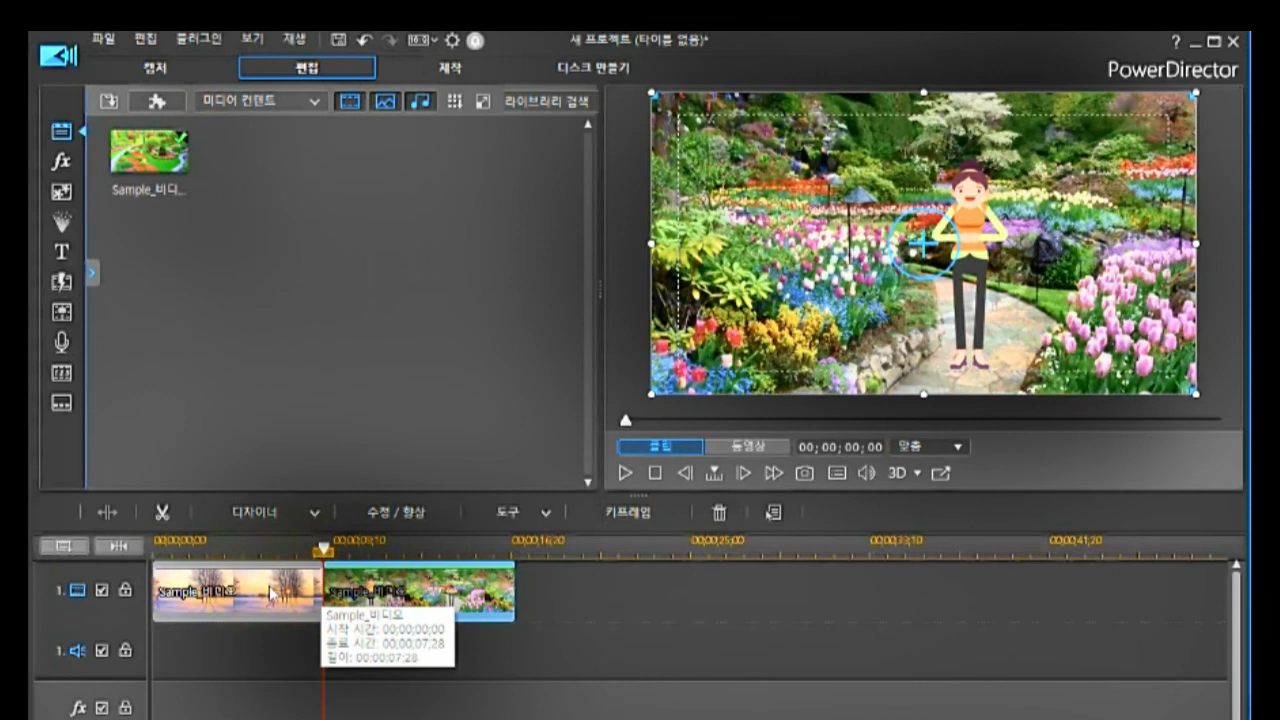 파일 편집 플러그인 보기 재생
새 프로젝트 (타이틀 없음)*
캡처 편집 제작 디스크 만들기
PowerDirector
미디어 컨텐트
라이브러리 검색
Sample_비디...
fx
T
클립 동영상 00;00;00;00 맞춤
3D
디자이너 수정 / 향상 도구 키프레임
00;00;00;00 00;00;08;10 00;00;16;20 00;00;25;00 00;00;33;10 00;00;41;20
1. Sample_비디오 Sample_비디오
Sample_비디오
시작 시간: 00;00;00;00
종료 시간: 00;00;07;28
길이: 00;00;07;28
1.
fx